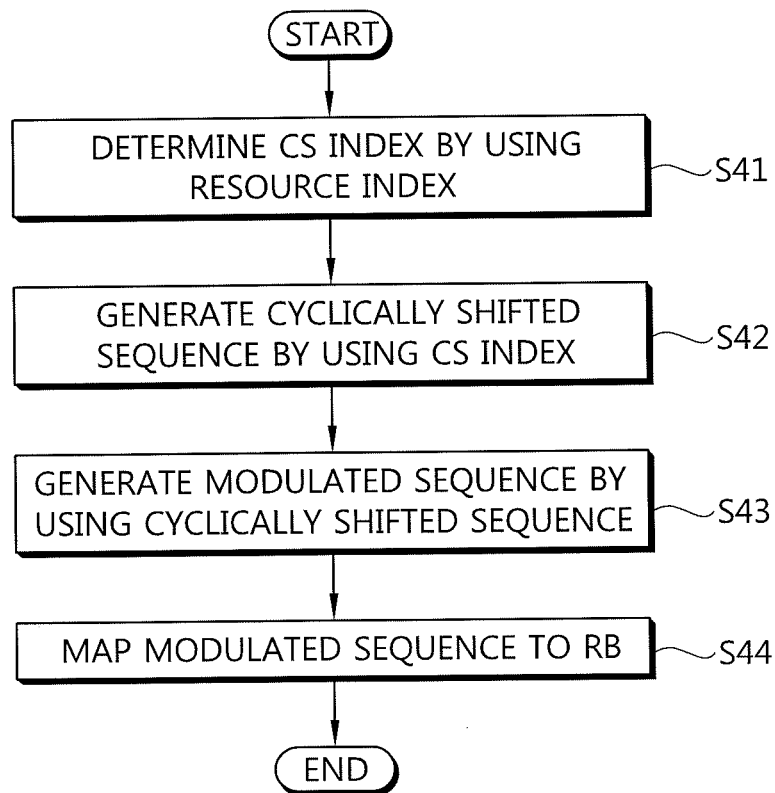 START
DETERMINE CS INDEX BY USING
RESOURCE INDEX
S41
GENERATE CYCLICALLY SHIFTED
SEQUENCE BY USING CS INDEX
S42
GENERATE MODULATED SEQUENCE BY
USING CYCLICALLY SHIFTED SEQUENCE
S43
MAP MODULATED SEQUENCE TO RB
S44
END